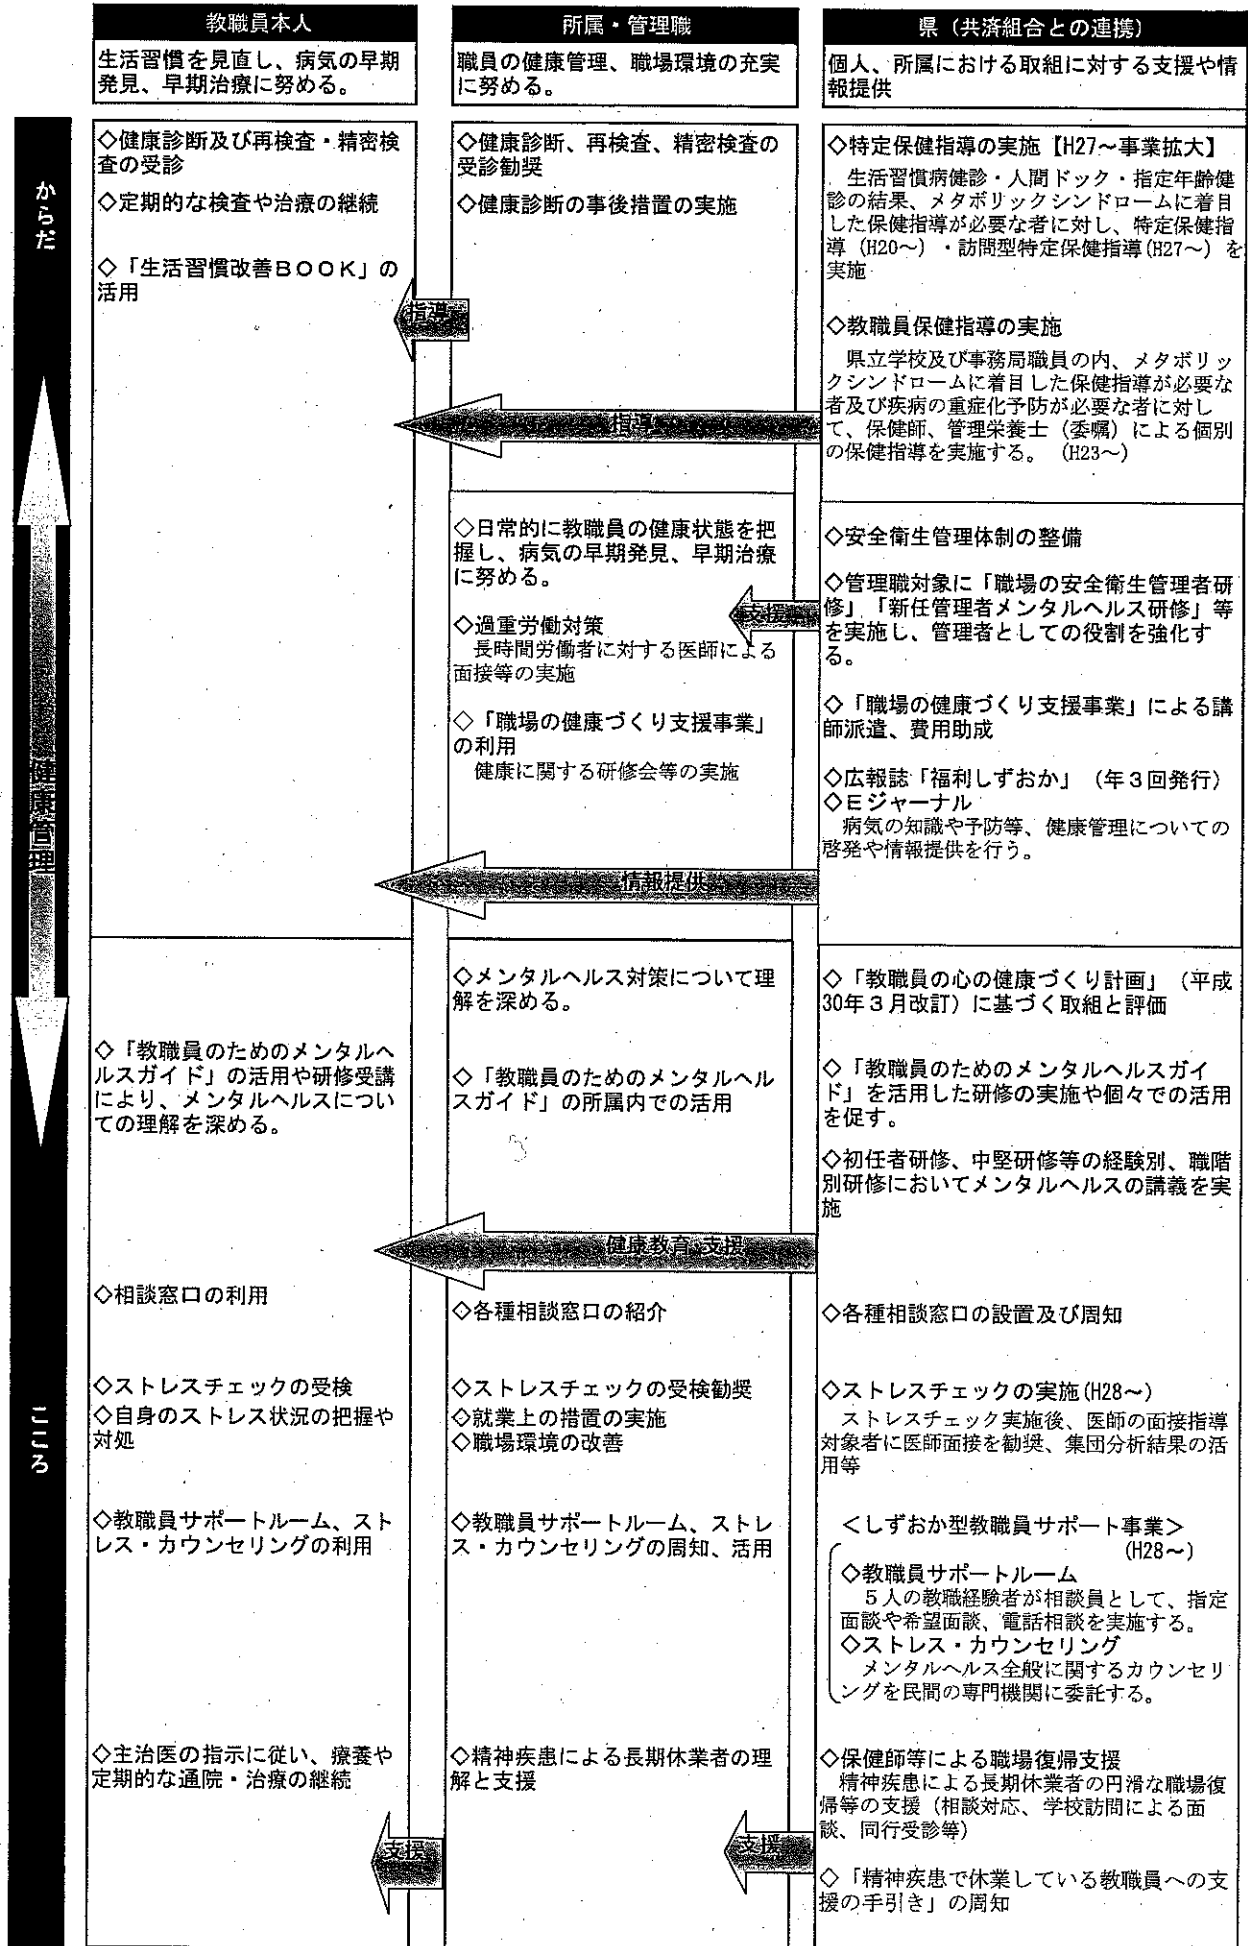 教職員本人
生活習慣を見直し、病気の早期
発見、早期治療に努める。
所属・管理職
職員の健康管理、職場環境の充実
に努める。
県（共済組合との連携）
個人、所属における取組に対する支援や情
報提供
からだ
健康管理
こころ
◇健康診断及び再検査・精密検
査の受診
◇定期的な検査や治療の継続
◇「生活習慣改善ＢＯＯＫ」の
活用
◇健康診断、再検査、精密検査の
受診勧奨
◇健康診断の事後措置の実施
指導
◇特定保健指導の実施【H27～事業拡大】
生活習慣病健診・人間ドック・指定年齢健
診の結果、メタボリックシンドロームに着目
した保健指導が必要な者に対し、特定保健指
導（H20～）・訪問型特定保健指導(H27～）を
実施
◇教職員保健指導の実施
県立学校及び事務局職員の内、メタボリッ
クシンドロームに着目した保健指導が必要な
者及び疾病の重症化予防が必要な者に対し
て、保健師、管理栄養士（委嘱）による個別
の保健指導を実施する。（H23～）
指導
◇日常的に教職員の健康状態を把
握し、病気の早期発見、早期治療
に努める。
◇過重労働対策
長時間労働者に対する医師による
面接等の実施
◇「職場の健康づくり支援事業」
の利用
健康に関する研修会等の実施
支援
◇安全衛生管理体制の整備
◇管理職対象に「職場の安全衛生管理者研
修」「新任管理者メンタルヘルス研修」等
を実施し、管理者としての役割を強化す
る。
◇「職場の健康づくり支援事業」による講
師派遣、費用助成
◇広報誌「福利しずおか」（年３回発行）
◇Ｅジャーナル
病気の知識や予防等、健康管理についての
啓発や情報提供を行う。
情報提供
◇「教職員のためのメンタルヘ
ルスガイド」の活用や研修受講
により、メンタルヘルスについ
ての理解を深める。
◇メンタルヘルス対策について理
解を深める。
◇「教職員のためのメンタルヘル
スガイド」の所属内での活用
◇「教職員の心の健康づくり計画」（平成
30年３月改訂）に基づく取組と評価
◇「教職員のためのメンタルヘルスガイ
ド」を活用した研修の実施や個々での活用
を促す。
◇初任者研修、中堅研修等の経験別、職階
別研修においてメンタルヘルスの講義を実
施
健康教育 支援
◇相談窓口の利用
◇各種相談窓口の紹介
◇各種相談窓口の設置及び周知
◇ストレスチェックの受検
◇自身のストレス状況の把握や
対処
◇ストレスチェックの受検勧奨
◇就業上の措置の実施
◇職場環境の改善
◇ストレスチェックの実施(H28～）
ストレスチェック実施後、医師の面接指導
対象者に医師面接を勧奨、集団分析結果の活
用等
◇教職員サポートルーム、スト
レス・カウンセリングの利用
◇教職員サポートルーム、ストレ
ス・カウンセリングの周知、活用
＜しずおか型教職員サポート事業＞
(H28～）
◇教職員サポートルーム
５人の教職経験者が相談員として、指定
面談や希望面談、電話相談を実施する。
◇ストレス・カウンセリング
メンタルヘルス全般に関するカウンセリ
ングを民間の専門機関に委託する。
◇主治医の指示に従い、療養や
定期的な通院・治療の継続
◇精神疾患による長期休業者の理
解と支援
◇保健師等による職場復帰支援
精神疾患による長期休業者の円滑な職場復
帰等の支援（相談対応、学校訪問による面
談、同行受診等）
◇「精神疾患で休業している教職員への支
援の手引き」の周知
支援
支援